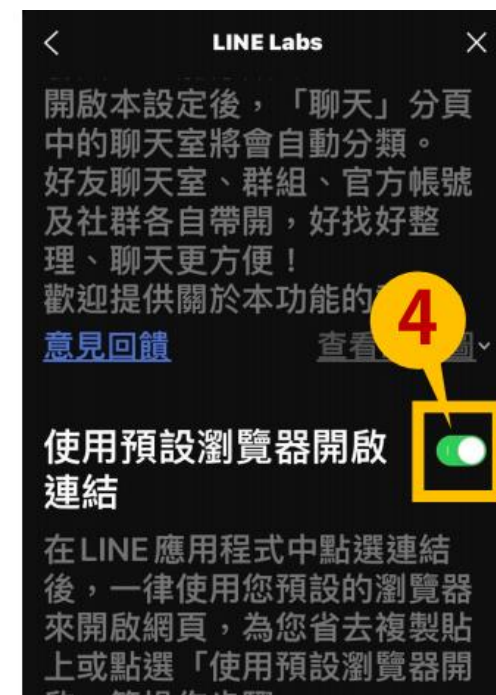 LINE Labs
開啟本設定後，「聊天」分頁
中的聊天室將會自動分類。
好友聊天室、群組、官方帳號
及社群各自帶開，好找好整
理、聊天更方便！
歡迎提供關於本功能的
4
意見回饋 查看 圖
使用預設瀏覽器開啟
連結
在LINE應用程式中點選連結
後，一律使用您預設的瀏覽器
來開啟網頁，為您省去複製貼
上或點選「使用預設瀏覽器開